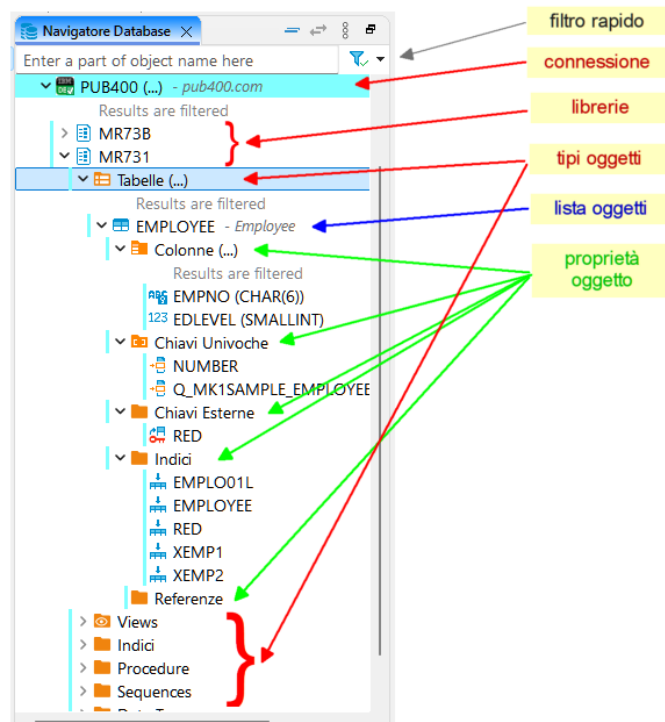 Navigatore Database
Enter a part of object name here
PUB400 (...) - pub400.com
Results are filtered
MR73B
MR731
Tabelle (...)
Results are filtered
EMPLOYEE - Employee
Colonne (...)
Results are filtered
ABC EMPNO (CHAR(6))
123 EDLEVEL (SMALLINT)
Chiavi Univoche
NUMBER
Q_MK1SAMPLE_EMPLOYEE
Chiavi Esterne
RED
Indici
EMPLO01L
EMPLOYEE
RED
XEMP1
XEMP2
Referenze
Views
Indici
Procedure
Sequences
filtro rapido
connessione
librerie
tipi oggetti
lista oggetti
proprietà
oggetto